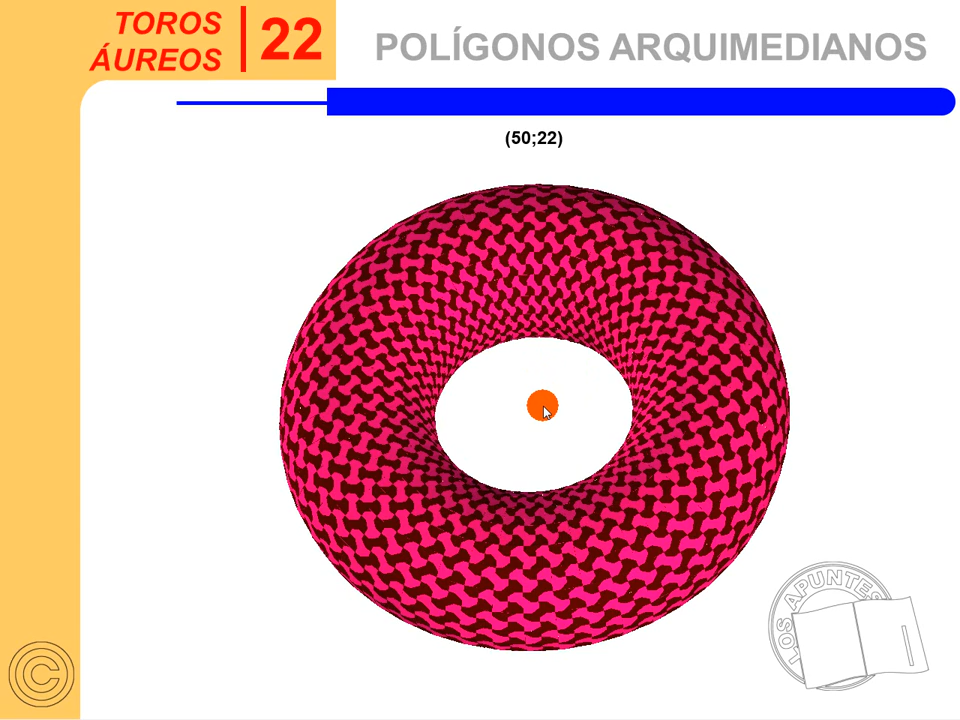 TOROS
ÁUREOS
22
POLÍGONOS ARQUIMEDIANOS
(50;22)
LOS APUNTES
©